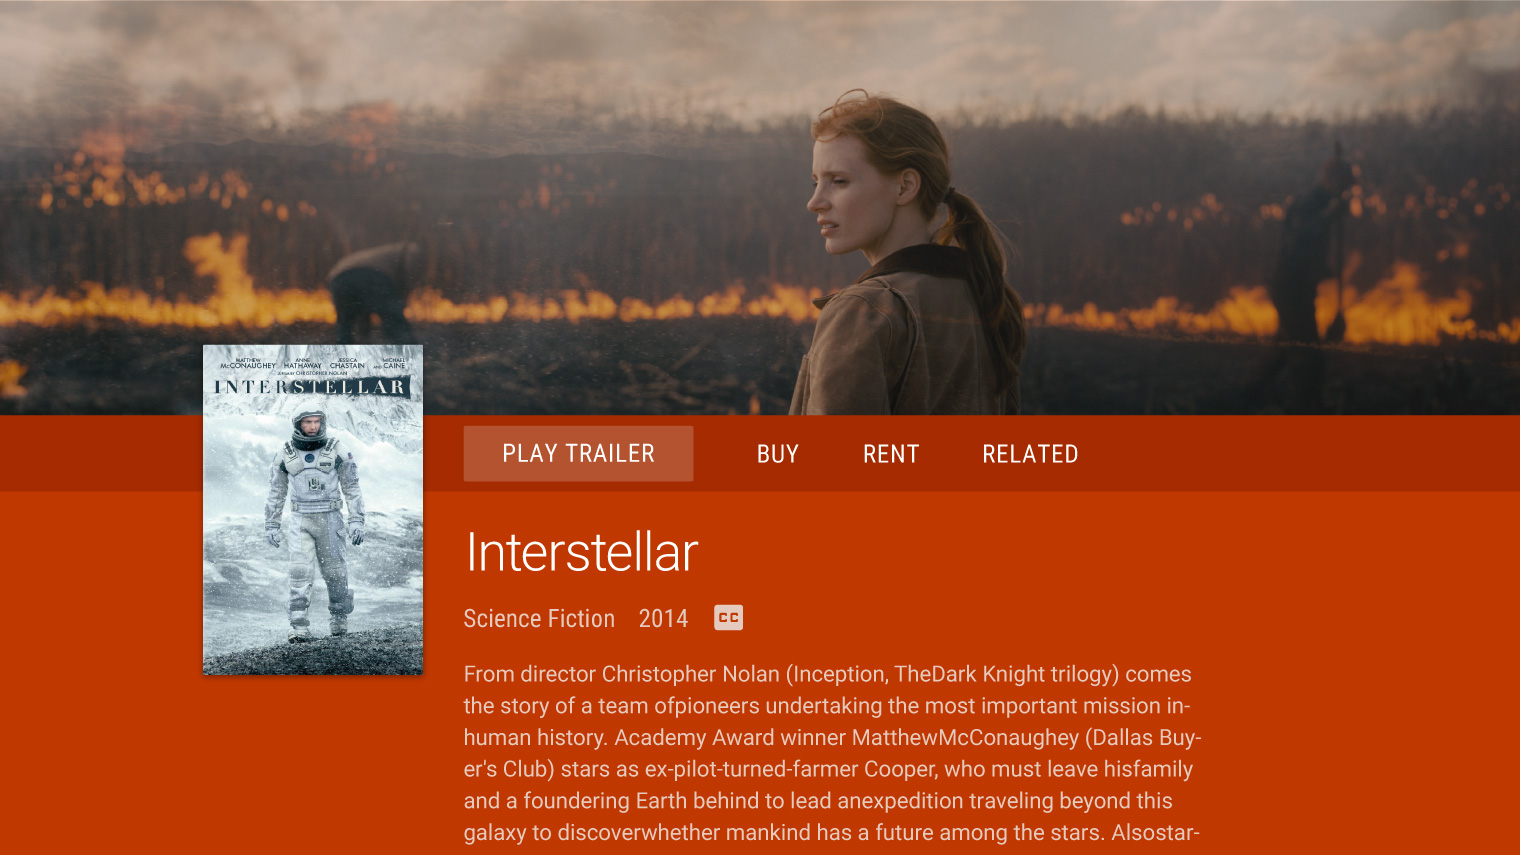 MATTHEW McCONAUGHEY ANNE HATHAWAY JESSICA CHASTAIN AND MICHAEL CAINE
A FILM BY CHRISTOPHER NOLAN
INTERSTELLAR
PLAY TRAILER BUY RENT RELATED
Interstellar
Science Fiction 2014 CC
From director Christopher Nolan (Inception, TheDark Knight trilogy) comes
the story of a team ofpioneers undertaking the most important mission in-
human history. Academy Award winner MatthewMcConaughey (Dallas Buy-
er's Club) stars as ex-pilot-turned-farmer Cooper, who must leave hisfamily
and a foundering Earth behind to lead anexpedition traveling beyond this
galaxy to discoverwhether mankind has a future among the stars. Alsostar-